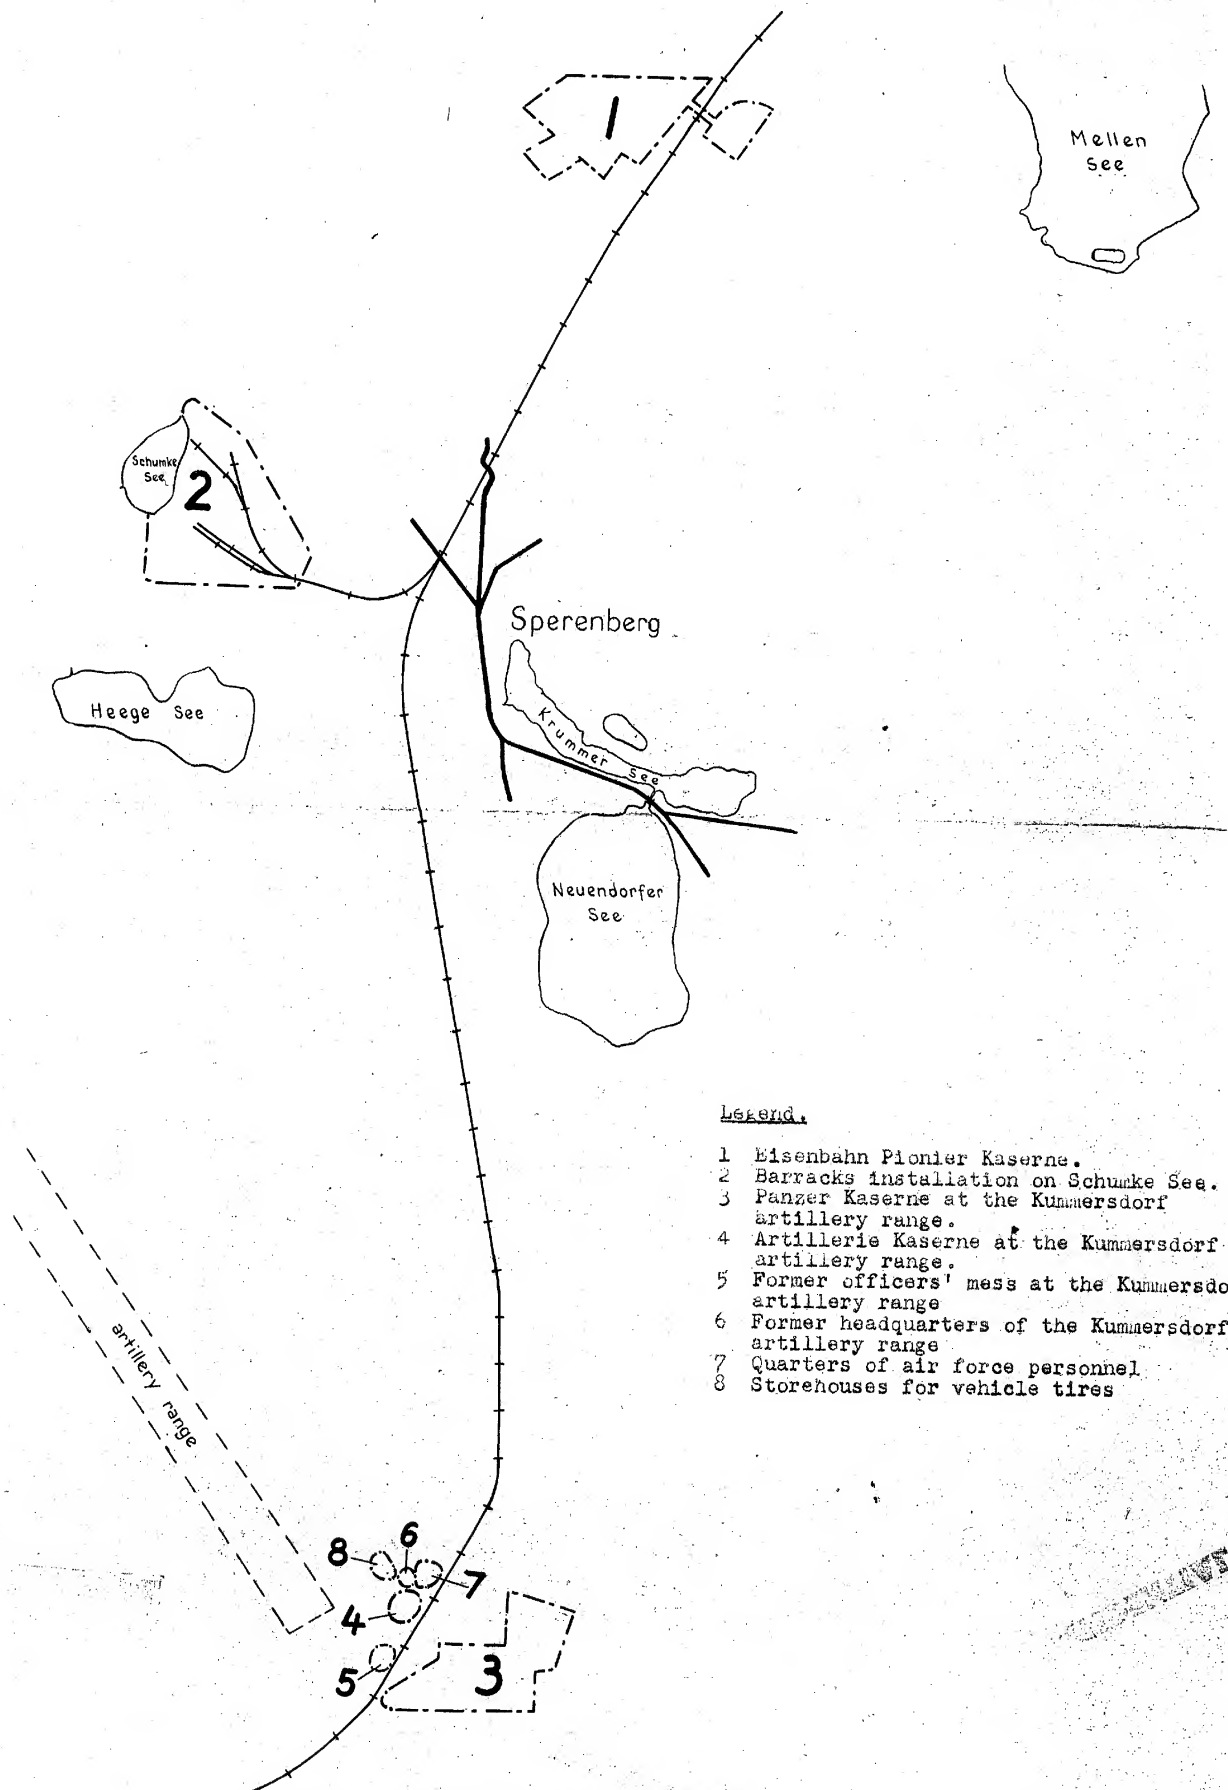 1
Mellen
See
Schumke
See
2
Sperenberg
Heege See
Krummer See
Neuendorfer
See
Legend.
1 Eisenbahn Pionier Kaserne.
2 Barracks installation on Schumke See.
3 Panzer Kaserne at the Kummersdorf
artillery range.
4 Artillerie Kaserne at the Kummersdorf
artillery range.
5 Former officers' mess at the Kummersdo
artillery range
6 Former headquarters of the Kummersdorf
artillery range
7 Quarters of air force personnel
8 Storehouses for vehicle tires
artillery range
6
8
7
4
5
3